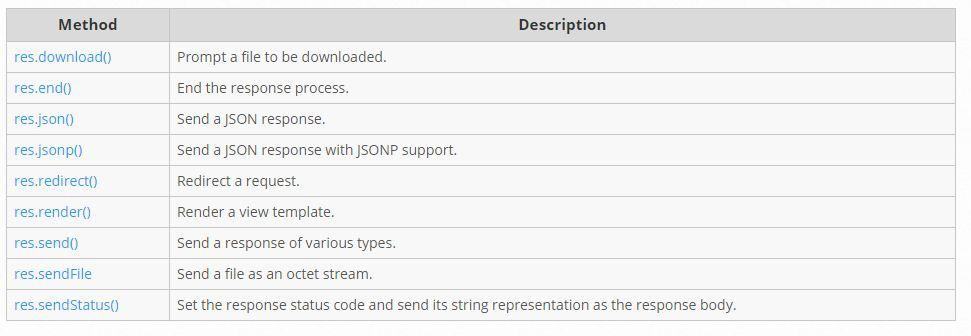 Method Description
res.download() Prompt a file to be downloaded.
res.end() End the response process.
res.json() Send a JSON response.
res.jsonp() Send a JSON response with JSONP support.
res.redirect() Redirect a request.
res.render() Render a view template.
res.send() Send a response of various types.
res.sendFile Send a file as an octet stream.
res.sendStatus() Set the response status code and send its string representation as the response body.